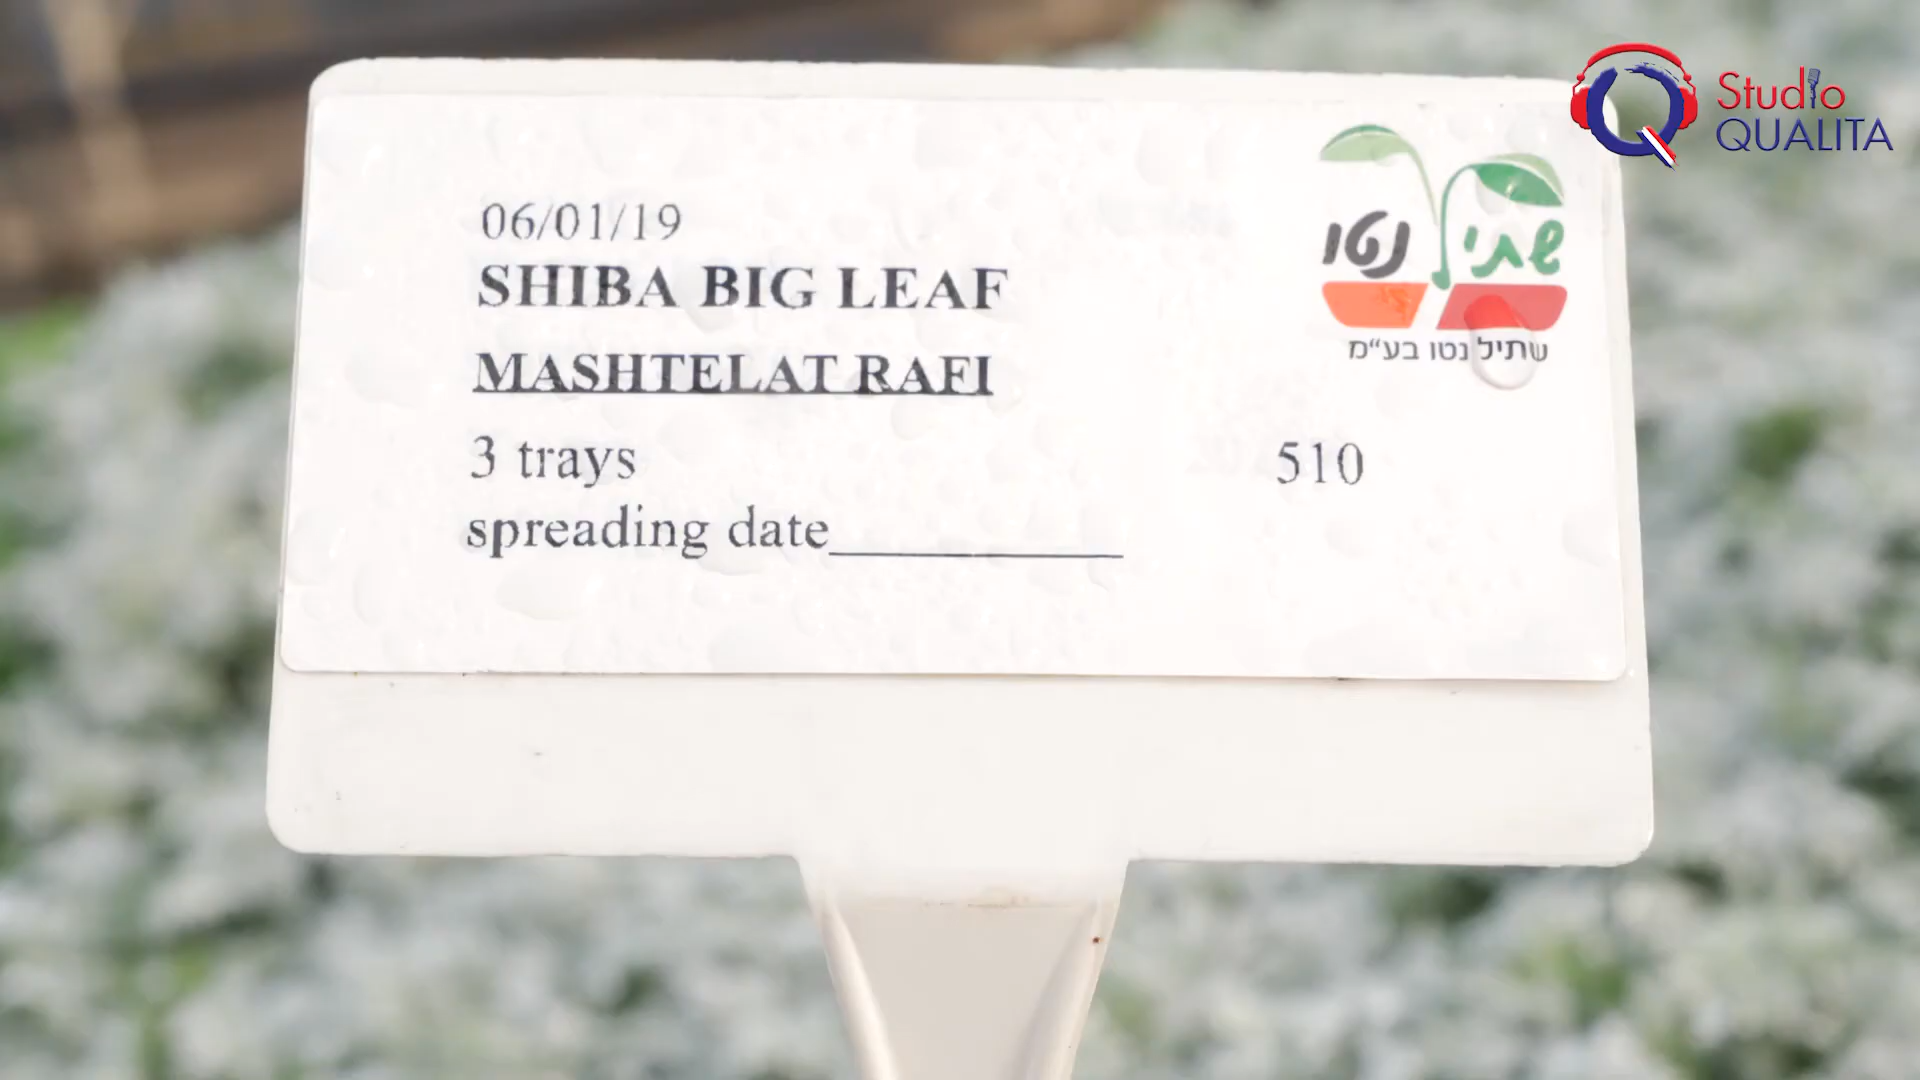 Studio
QUALITA
שתיל נטו
שתיל נטו בע"מ
06/01/19
SHIBA BIG LEAF
MASHTELAT RAFI
3 trays 510
spreading date___________